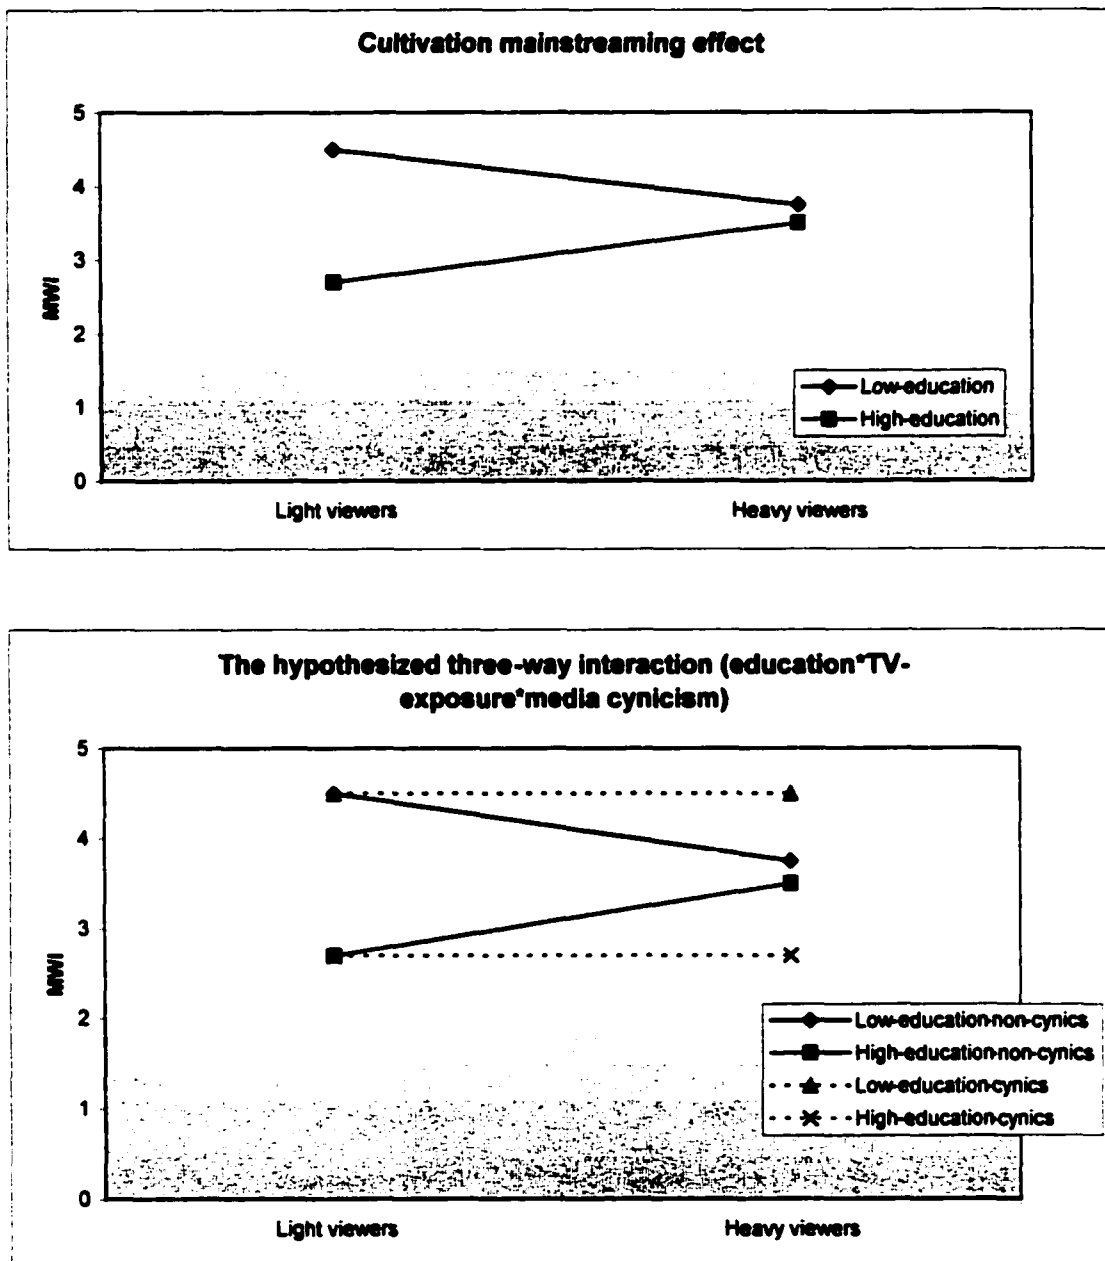 Cultivation mainstreaming effect
5
4
3
2
1
0
MWI
Low-education
High-education
Light viewers
Heavy viewers
The hypothesized three-way interaction (education*TV-
exposure*media cynicism)
5
4
3
2
1
0
MWI
Low-education-non-cynics
High-education-non-cynics
Low-education-cynics
High-education-cynics
Light viewers
Heavy viewers